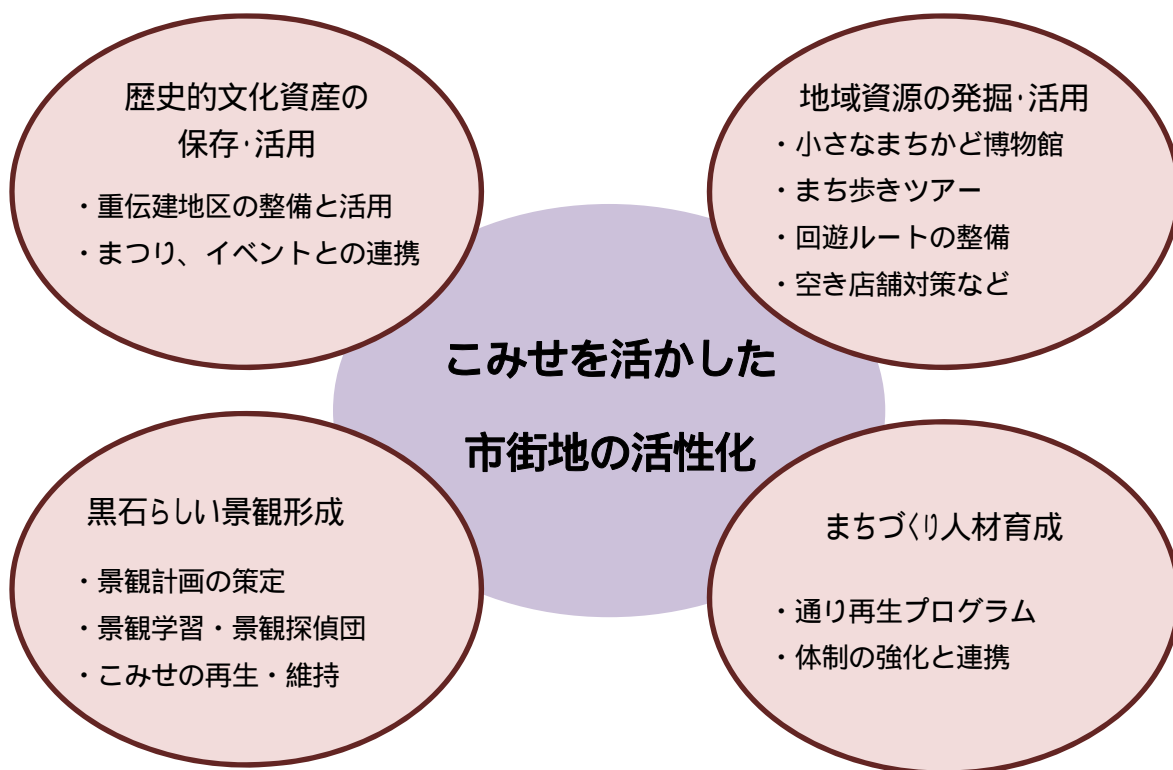 歴史的文化資産の
保存・活用
・重伝建地区の整備と活用
・まつり、イベントとの連携
地域資源の発掘・活用
・小さなまちかど博物館
・まち歩きツアー
・回遊ルートの整備
・空き店舗対策など
こみせを活かした
市街地の活性化
黒石らしい景観形成
・景観計画の策定
・景観学習・景観探偵団
・こみせの再生・維持
まちづくり人材育成
・通り再生プログラム
・体制の強化と連携